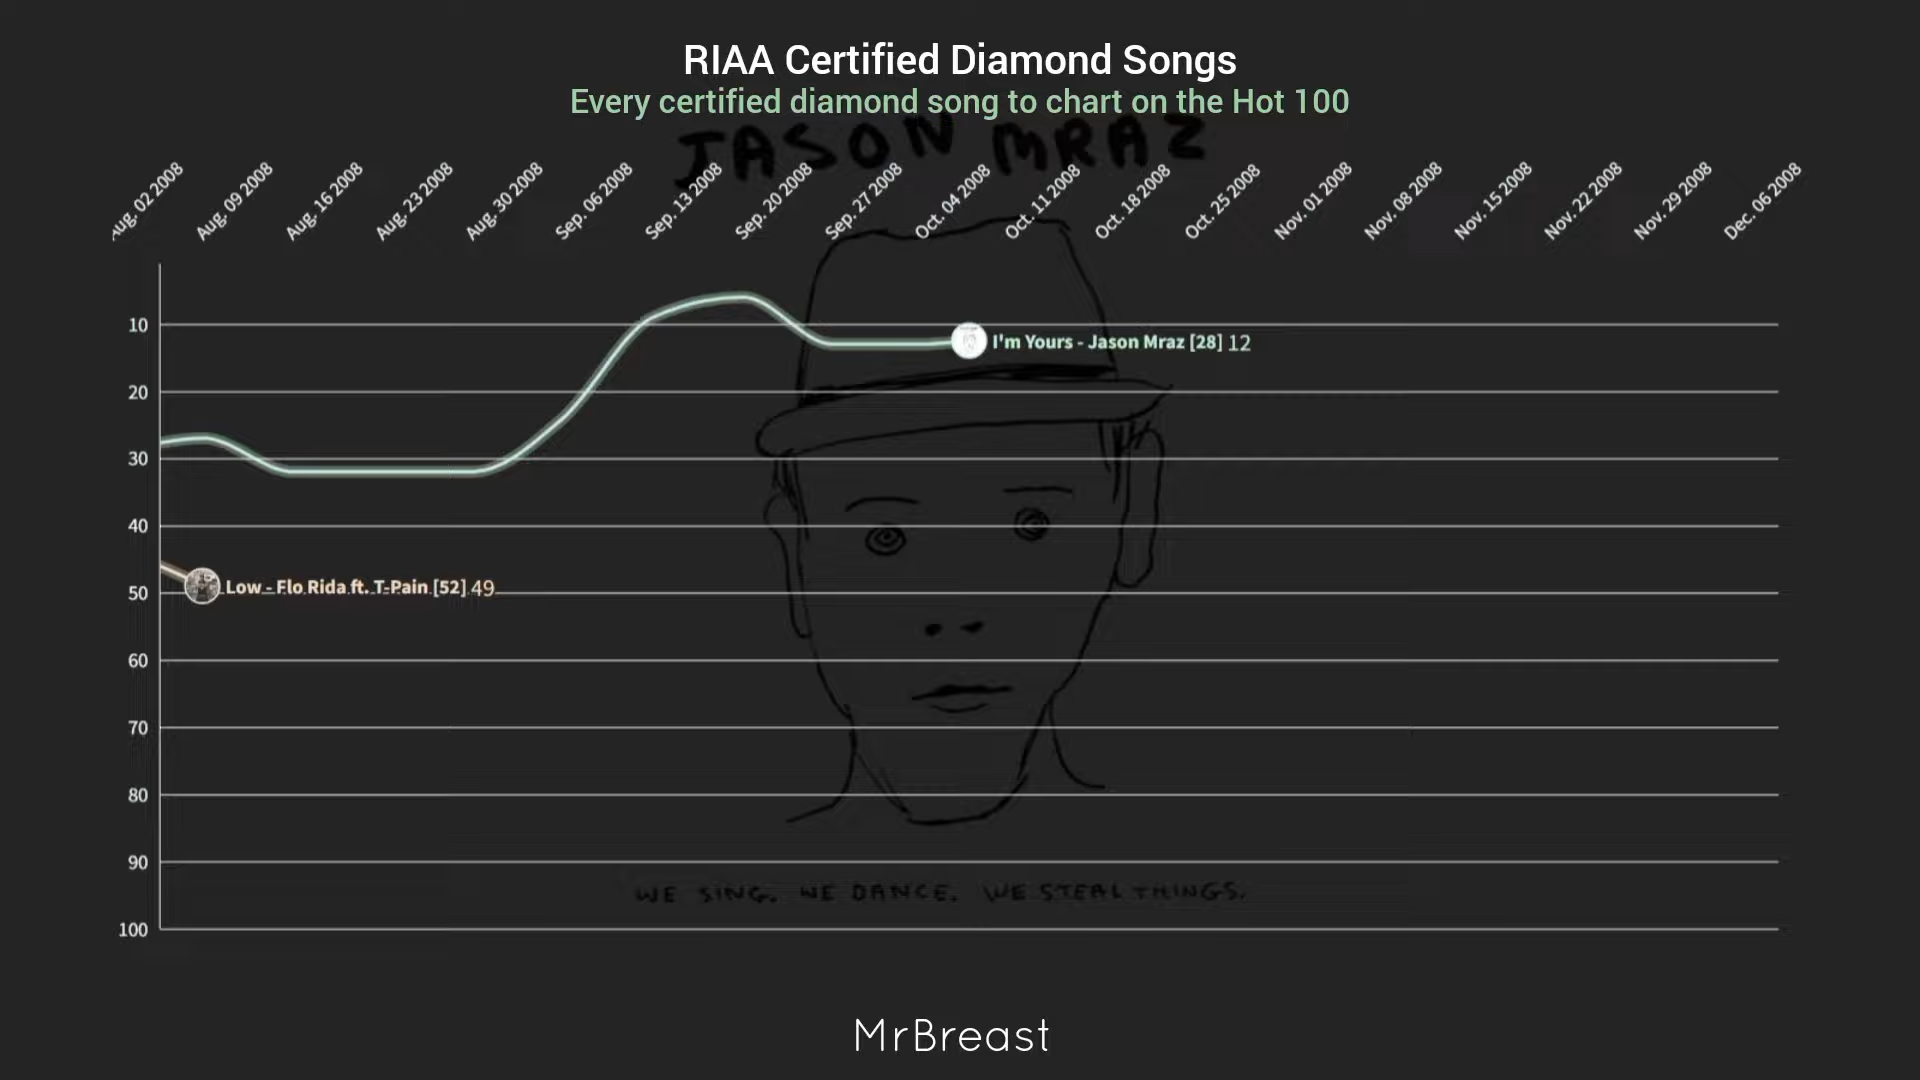 RIAA Certified Diamond Songs
Every certified diamond song to chart on the Hot 100
JASON MRAZ
Aug. 02 2008
Aug. 09 2008
Aug. 16 2008
Aug. 23 2008
Aug. 30 2008
Sep. 06 2008
Sep. 13 2008
Sep. 20 2008
Sep. 27 2008
Oct. 04 2008
Oct. 11 2008
Oct. 18 2008
Oct. 25 2008
Nov. 01 2008
Nov. 08 2008
Nov. 15 2008
Nov. 22 2008
Nov. 29 2008
Dec. 06 2008
10
I'm Yours - Jason Mraz [28] 12
20
30
40
Low - Flo Rida ft. T-Pain [52] 49
50
60
70
80
90
WE SING. WE DANCE. WE STEAL THINGS.
100
MrBreast